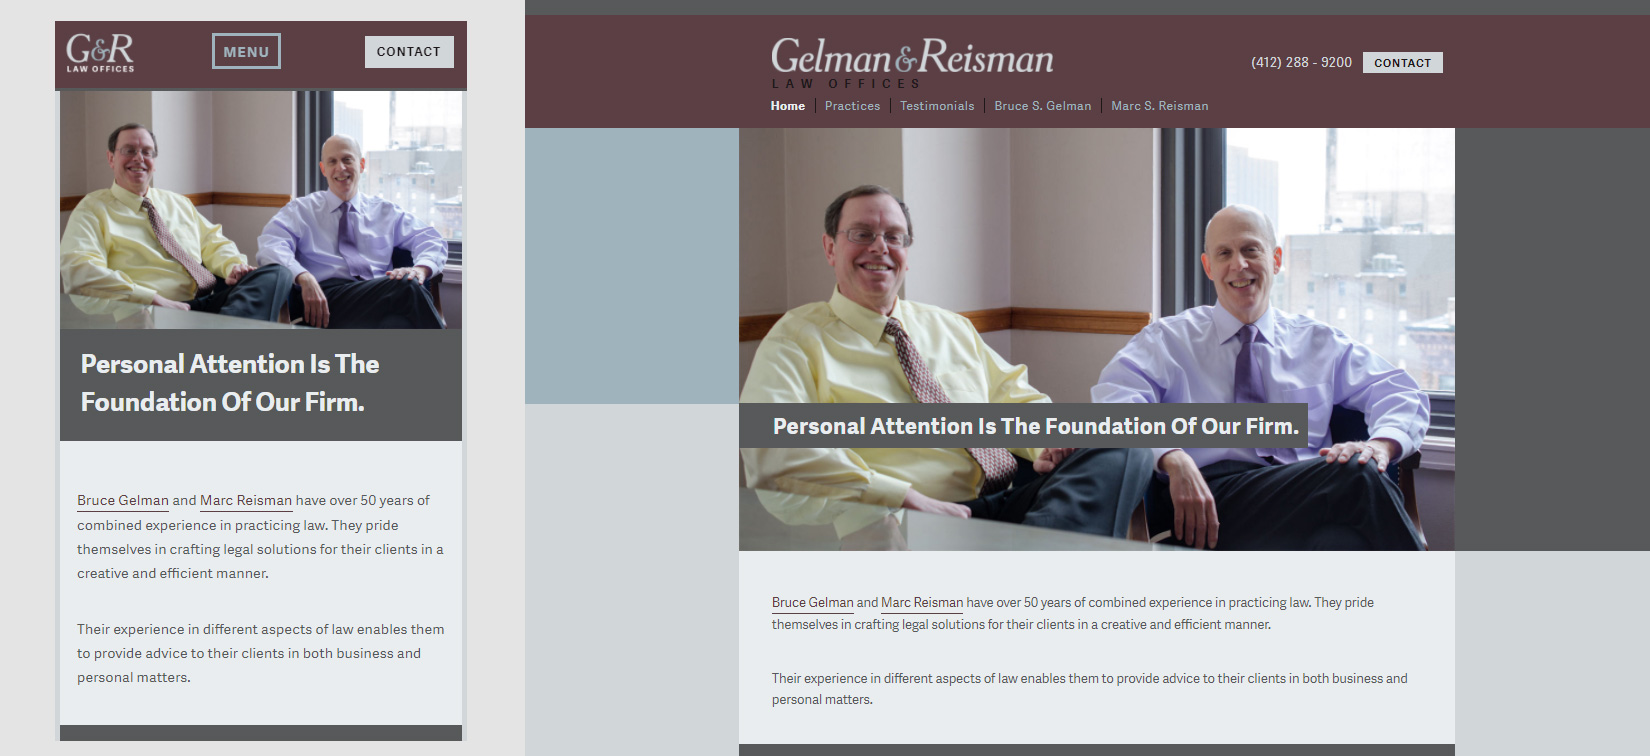 G&R
LAW OFFICES
MENU
CONTACT
Personal Attention Is The
Foundation Of Our Firm.
Bruce Gelman and Marc Reisman have over 50 years of
combined experience in practicing law. They pride
themselves in crafting legal solutions for their clients in a
creative and efficient manner.
Their experience in different aspects of law enables them
to provide advice to their clients in both business and
personal matters.
Gelman & Reisman
LAW OFFICES
(412) 288 - 9200
CONTACT
Home
Practices
Testimonials
Bruce S. Gelman
Marc S. Reisman
Personal Attention Is The Foundation Of Our Firm.
Bruce Gelman and Marc Reisman have over 50 years of combined experience in practicing law. They pride
themselves in crafting legal solutions for their clients in a creative and efficient manner.
Their experience in different aspects of law enables them to provide advice to their clients in both business and
personal matters.